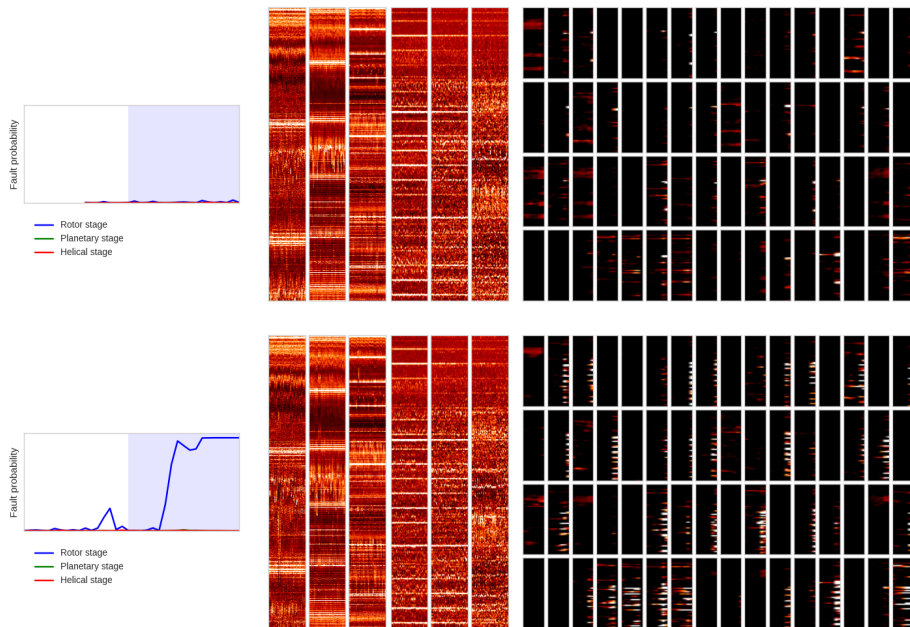 Fault probability
Rotor stage
Planetary stage
Helical stage
Fault probability
Rotor stage
Planetary stage
Helical stage